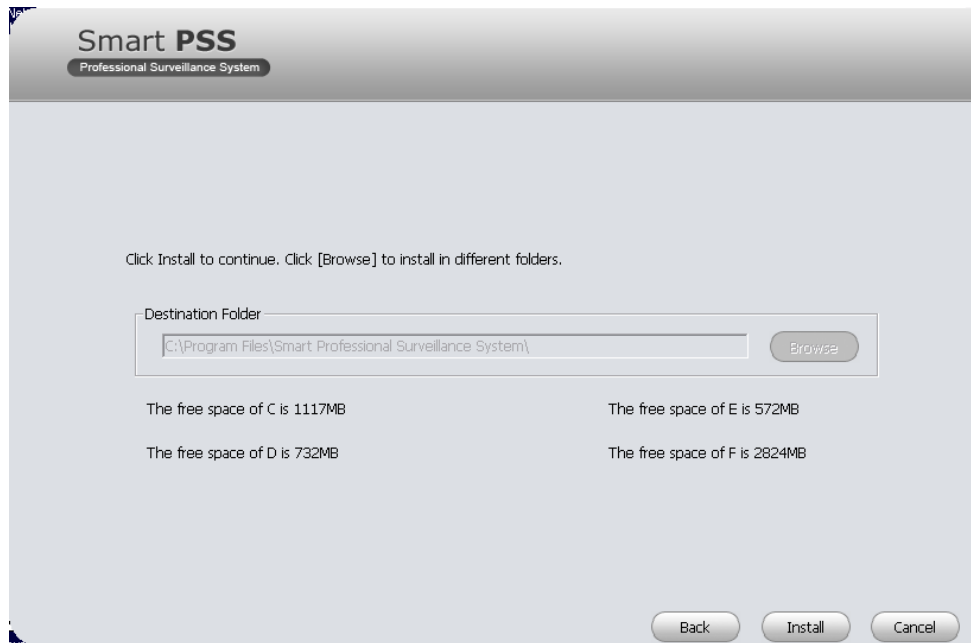 Smart PSS
Professional Surveillance System
Click Install to continue. Click [Browse] to install in different folders.
Destination Folder
C:\Program Files\Smart Professional Surveillance System\
Browse
The free space of C is 1117MB
The free space of E is 572MB
The free space of D is 732MB
The free space of F is 2824MB
Back
Install
Cancel